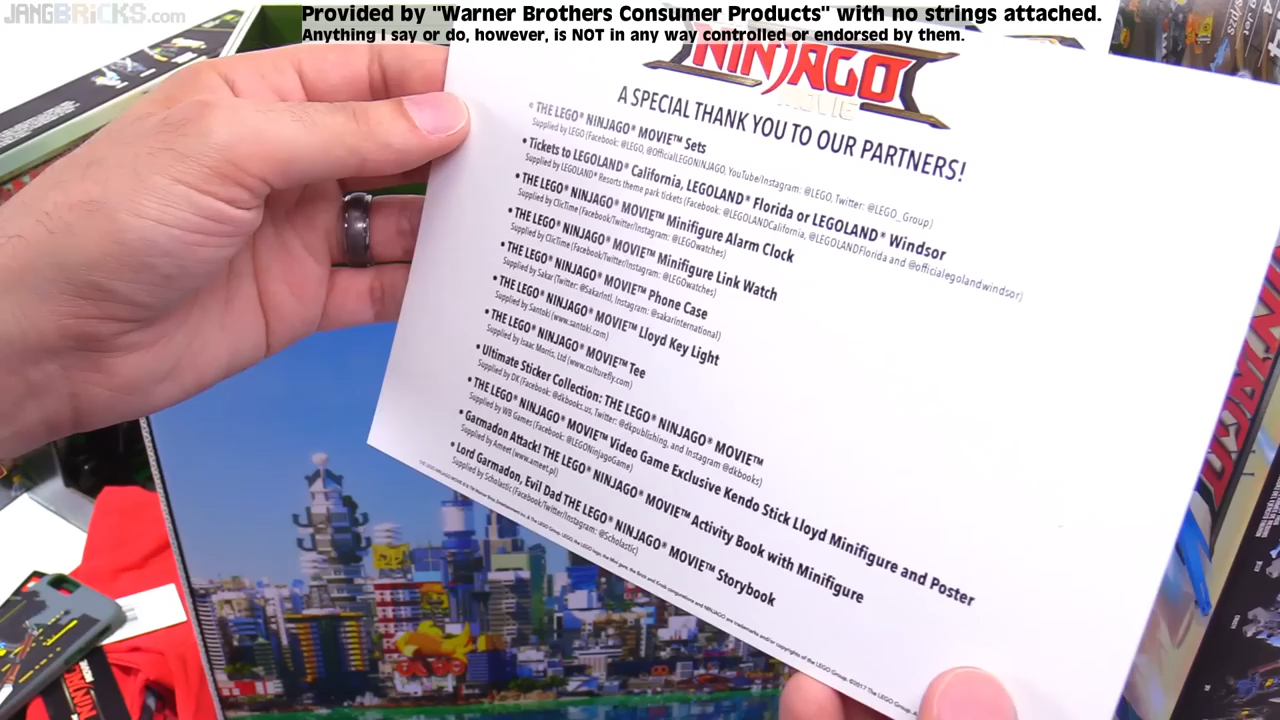 JANGBRiCKS.com
Provided by "Warner Brothers Consumer Products" with no strings attached.
Anything I say or do, however, is NOT in any way controlled or endorsed by them.
NINJAGO
MOVIE
A SPECIAL THANK YOU TO OUR PARTNERS!
• THE LEGO® NINJAGO® MOVIE™ Sets
Supplied by LEGO (Facebook: @LEGO, @OfficialLEGONINJAGO, YouTube/Instagram: @LEGO, Twitter: @LEGO_Group)
• Tickets to LEGOLAND® California, LEGOLAND® Florida or LEGOLAND® Windsor
Supplied by LEGOLAND® Resorts theme park tickets (Facebook: @LEGOLANDCalifornia, @LEGOLANDFlorida and @officialegolandwindsor)
• THE LEGO® NINJAGO® MOVIE™ Minifigure Alarm Clock
Supplied by ClicTime (Facebook/Twitter/Instagram: @LEGOwatches)
• THE LEGO® NINJAGO® MOVIE™ Minifigure Link Watch
Supplied by ClicTime (Facebook/Twitter/Instagram: @LEGOwatches)
• THE LEGO® NINJAGO® MOVIE™ Phone Case
Supplied by Sakar (Twitter: @SakarIntl, Instagram: @sakarinternational)
• THE LEGO® NINJAGO® MOVIE™ Lloyd Key Light
Supplied by Santoki (www.santoki.com)
• THE LEGO® NINJAGO® MOVIE™ Tee
Supplied by Isaac Morris, Ltd (www.culturefly.com)
• Ultimate Sticker Collection: THE LEGO® NINJAGO® MOVIE™
Supplied by DK (Facebook: @dkbooks.us, Twitter: @dkpublishing, and Instagram @dkbooks)
• THE LEGO® NINJAGO® MOVIE™ Video Game Exclusive Kendo Stick Lloyd Minifigure and Poster
Supplied by WB Games (Facebook: @LEGONinjagoGame)
• Garmadon Attack! THE LEGO® NINJAGO® MOVIE™ Activity Book with Minifigure
Supplied by Ameet (www.ameet.pl)
• Lord Garmadon, Evil Dad THE LEGO® NINJAGO® MOVIE™ Storybook
Supplied by Scholastic (Facebook/Twitter/Instagram: @Scholastic)
NINJAGO
NINJAGO